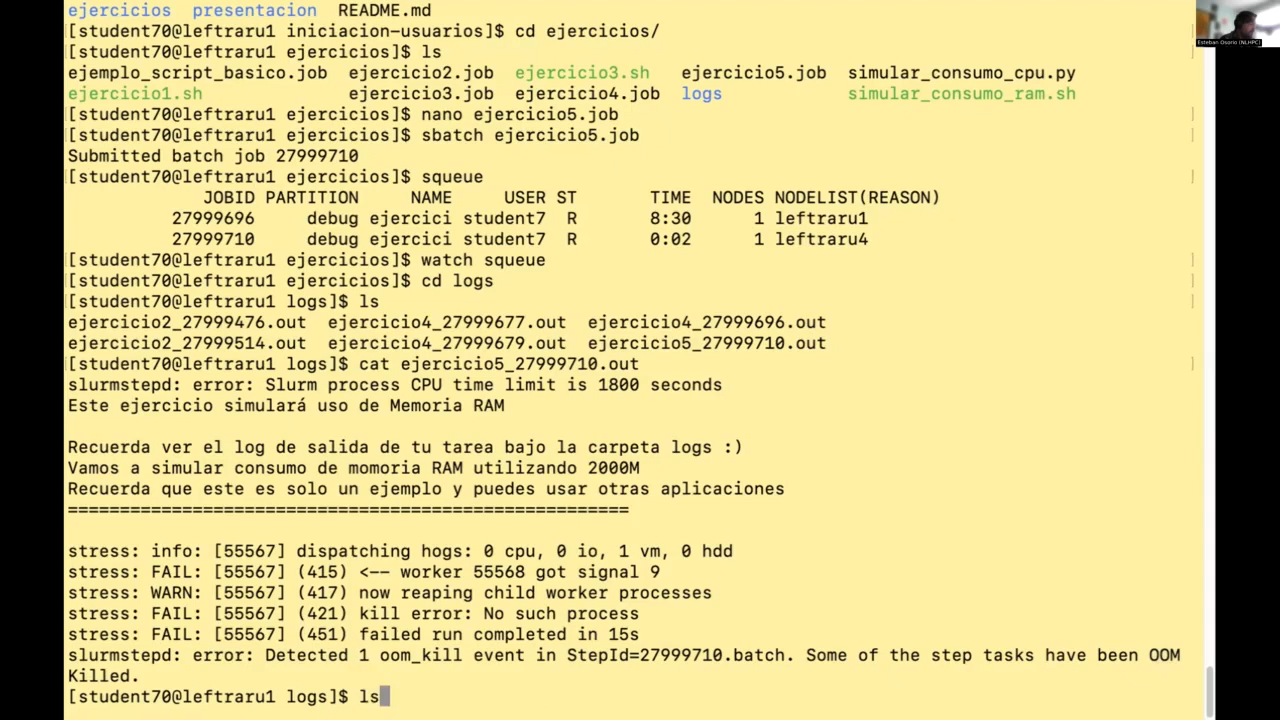 ejercicios  presentacion  README.md
[student70@leftraru1 iniciacion-usuarios]$ cd ejercicios/
[student70@leftraru1 ejercicios]$ ls
ejemplo_script_basico.job  ejercicio2.job  ejercicio3.sh   ejercicio5.job  simular_consumo_cpu.py
ejercicio1.sh              ejercicio3.job  ejercicio4.job  logs            simular_consumo_ram.sh
[student70@leftraru1 ejercicios]$ nano ejercicio5.job
[student70@leftraru1 ejercicios]$ sbatch ejercicio5.job
Submitted batch job 27999710
[student70@leftraru1 ejercicios]$ squeue
JOBID PARTITION     NAME     USER ST       TIME  NODES NODELIST(REASON)
27999696     debug ejercici student7  R       8:30      1 leftraru1
27999710     debug ejercici student7  R       0:02      1 leftraru4
[student70@leftraru1 ejercicios]$ watch squeue
[student70@leftraru1 ejercicios]$ cd logs
[student70@leftraru1 logs]$ ls
ejercicio2_27999476.out  ejercicio4_27999677.out  ejercicio4_27999696.out
ejercicio2_27999514.out  ejercicio4_27999679.out  ejercicio5_27999710.out
[student70@leftraru1 logs]$ cat ejercicio5_27999710.out
slurmstepd: error: Slurm process CPU time limit is 1800 seconds
Este ejercicio simulará uso de Memoria RAM
Recuerda ver el log de salida de tu tarea bajo la carpeta logs :)
Vamos a simular consumo de momoria RAM utilizando 2000M
Recuerda que este es solo un ejemplo y puedes usar otras aplicaciones
======================================================
stress: info: [55567] dispatching hogs: 0 cpu, 0 io, 1 vm, 0 hdd
stress: FAIL: [55567] (415) <-- worker 55568 got signal 9
stress: WARN: [55567] (417) now reaping child worker processes
stress: FAIL: [55567] (421) kill error: No such process
stress: FAIL: [55567] (451) failed run completed in 15s
slurmstepd: error: Detected 1 oom_kill event in StepId=27999710.batch. Some of the step tasks have been OOM
Killed.
[student70@leftraru1 logs]$ ls
Esteban Osorio (NLHPC)